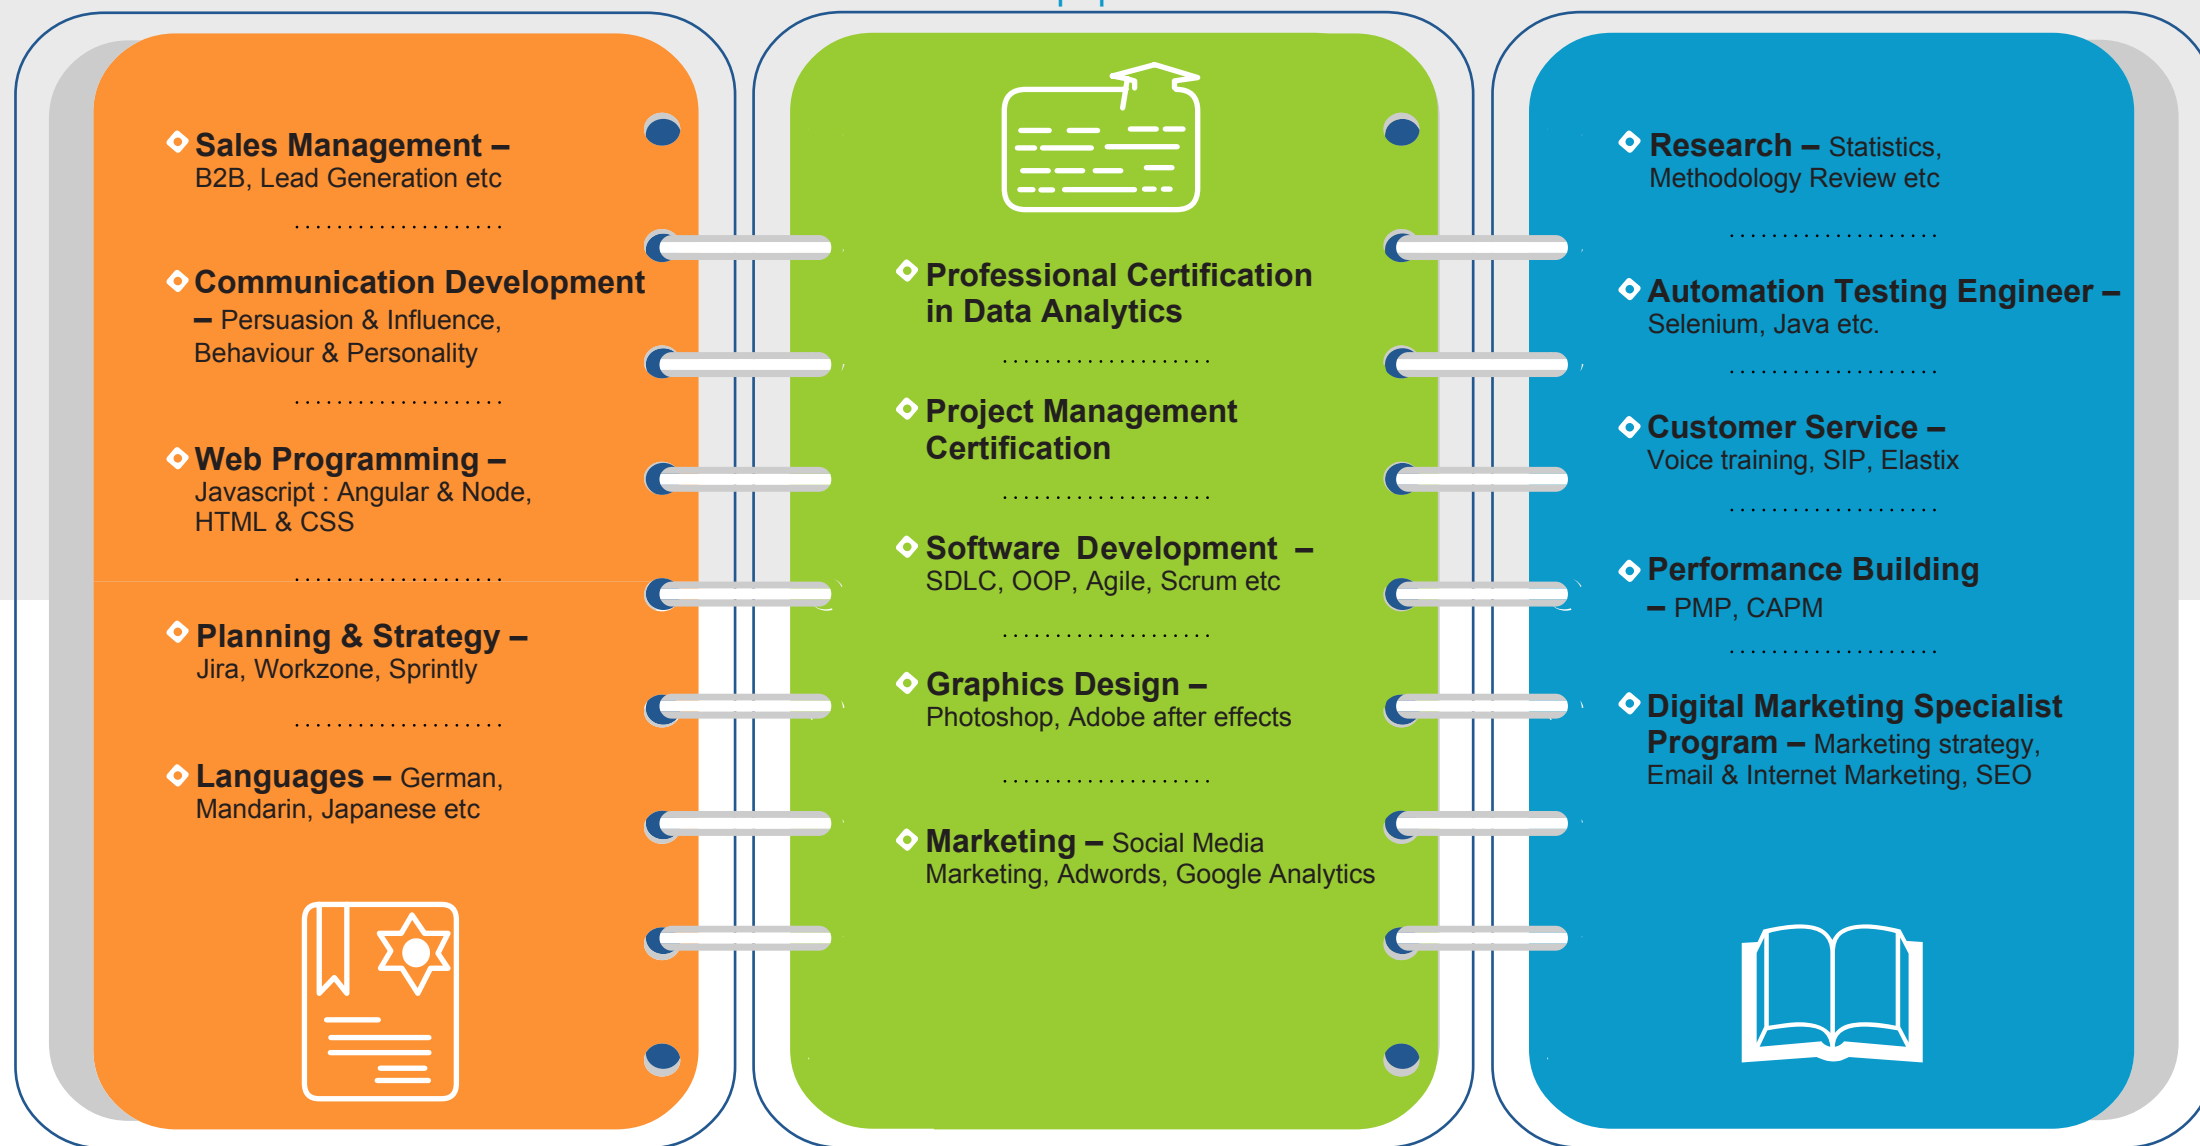 Sales Management –
B2B, Lead Generation etc
Communication Development
– Persuasion & Influence,
Behaviour & Personality
Web Programming –
Javascript : Angular & Node,
HTML & CSS
Planning & Strategy –
Jira, Workzone, Sprintly
Languages – German,
Mandarin, Japanese etc
Professional Certification
in Data Analytics
Project Management
Certification
Software Development –
SDLC, OOP, Agile, Scrum etc
Graphics Design –
Photoshop, Adobe after effects
Marketing – Social Media
Marketing, Adwords, Google Analytics
Research – Statistics,
Methodology Review etc
Automation Testing Engineer –
Selenium, Java etc.
Customer Service –
Voice training, SIP, Elastix
Performance Building
– PMP, CAPM
Digital Marketing Specialist
Program – Marketing strategy,
Email & Internet Marketing, SEO